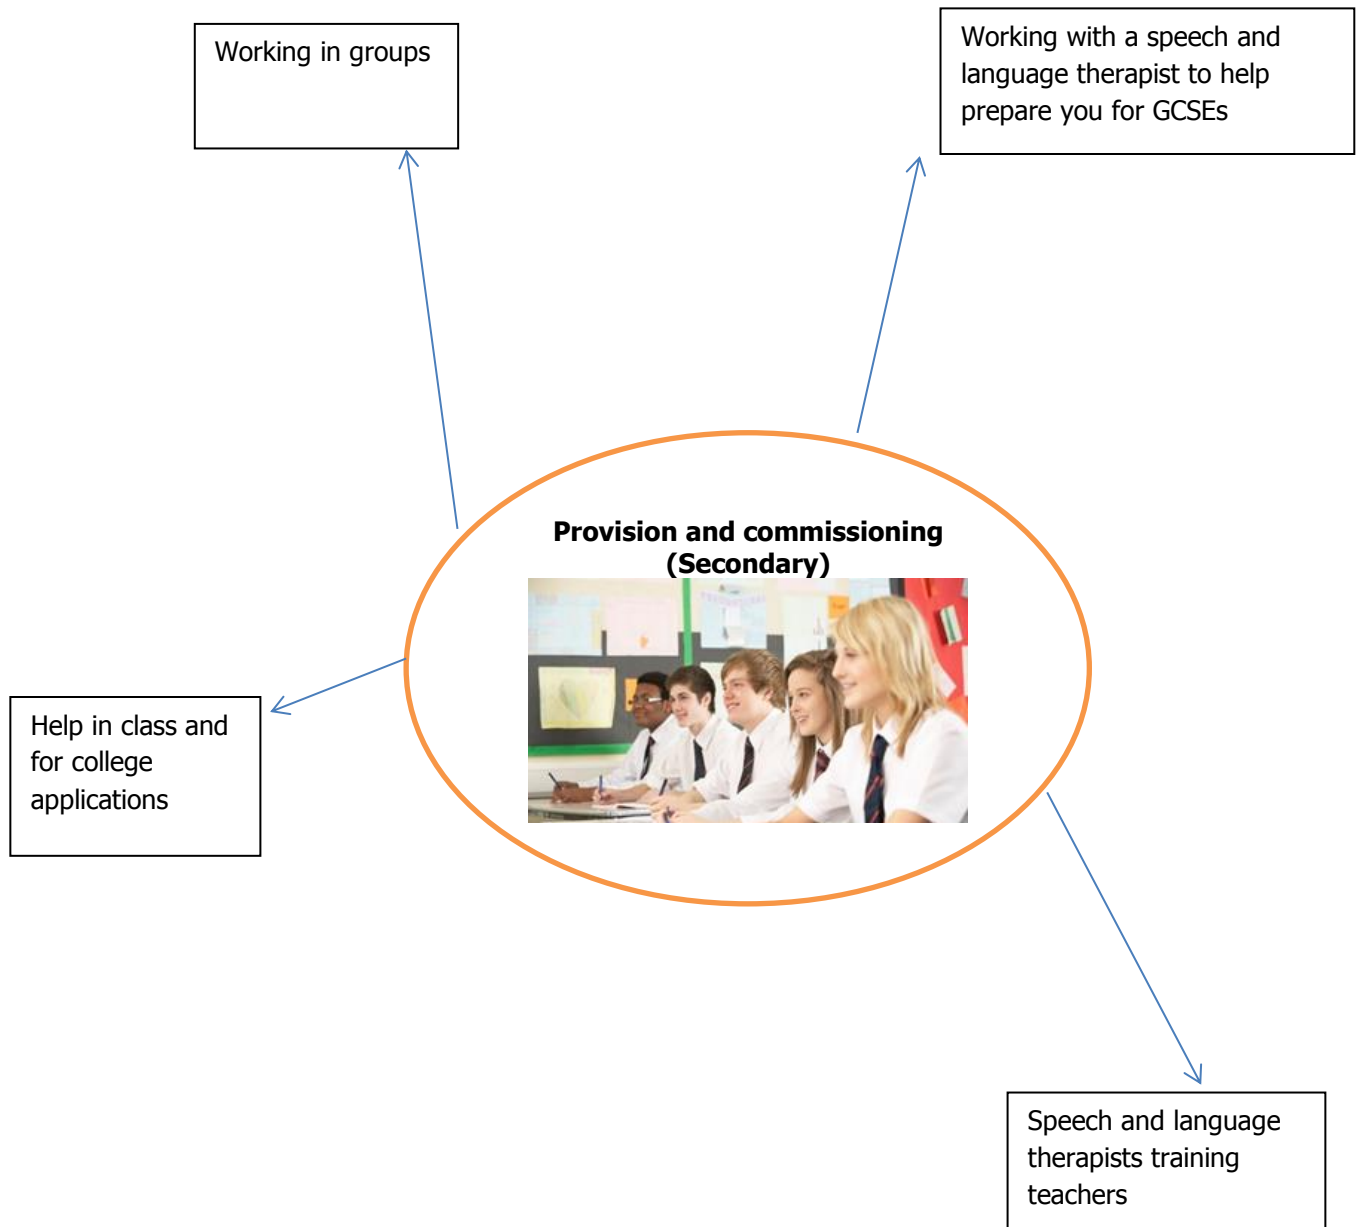 Working in groups
Working with a speech and
language therapist to help
prepare you for GCSEs
Provision and commissioning
(Secondary)
Help in class and
for college
applications
Speech and language
therapists training
teachers